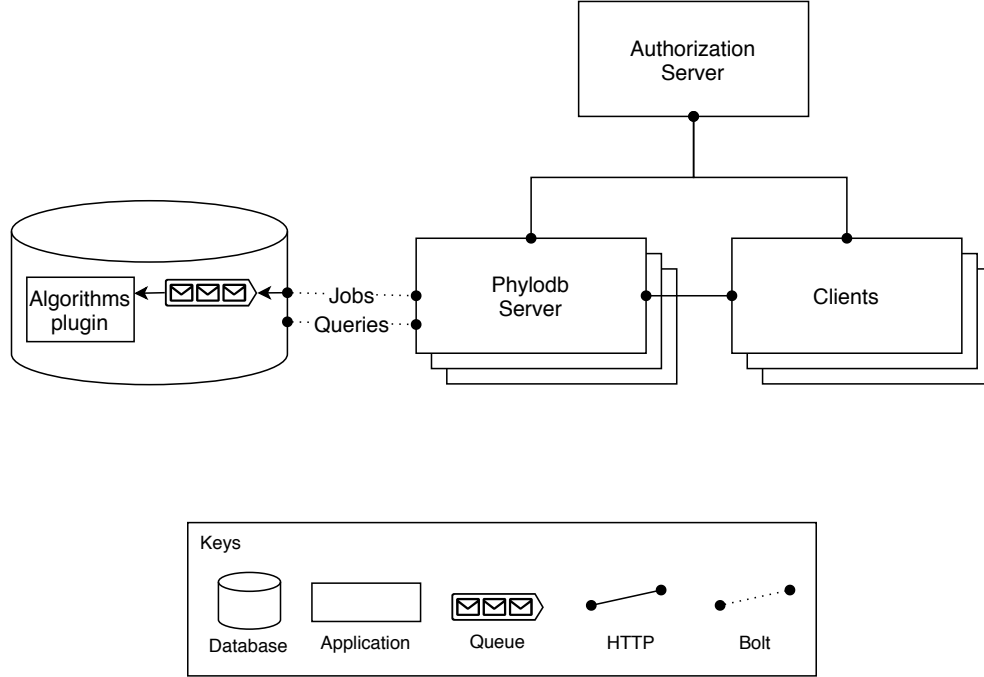 Authorization
Server
Algorithms
plugin
Jobs
Queries
Phylodb
Server
Clients
Keys
Database
Application
Queue
HTTP
Bolt